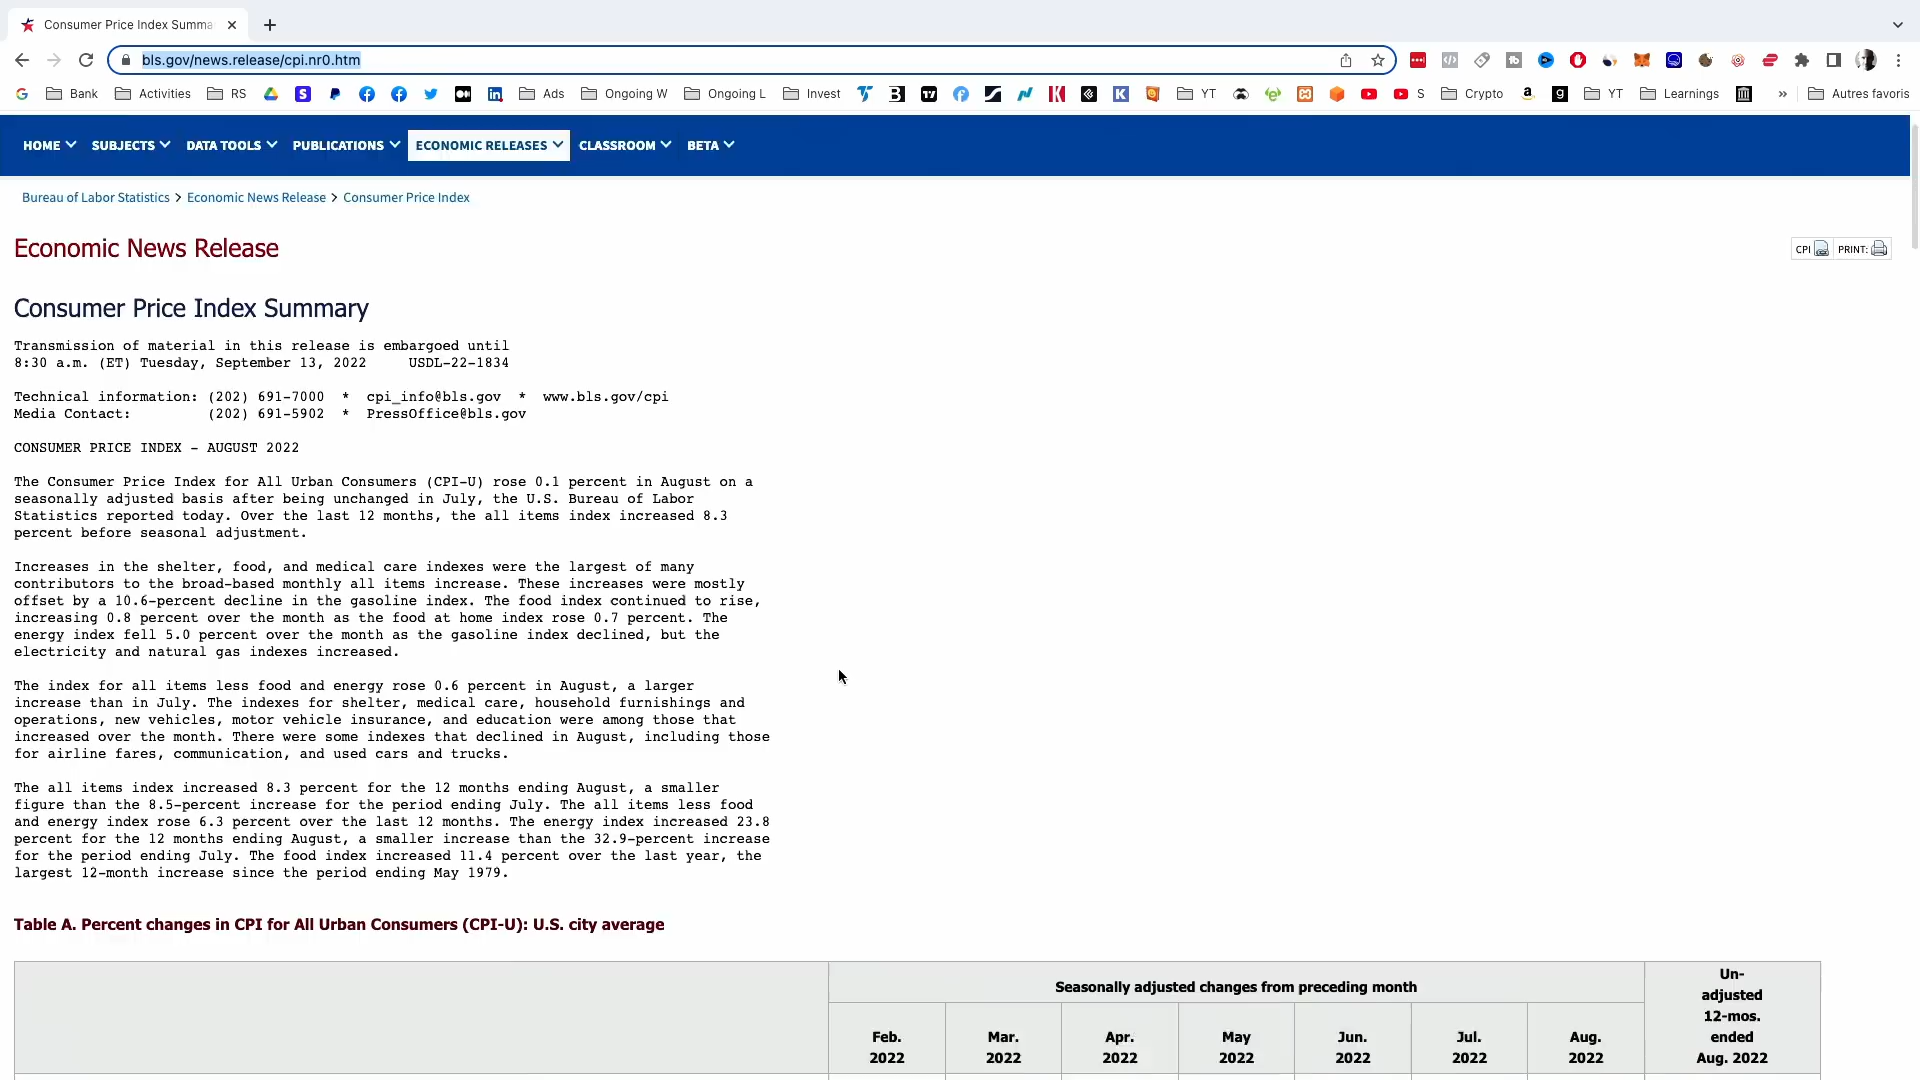 Consumer Price Index Summa
bls.gov/news.release/cpi.nr0.htm
Bank
Activities
RS
Ads
Ongoing W
Ongoing L
Invest
YT
S
Crypto
YT
Learnings
»
Autres favoris
HOME
SUBJECTS
DATA TOOLS
PUBLICATIONS
ECONOMIC RELEASES
CLASSROOM
BETA
Bureau of Labor Statistics > Economic News Release > Consumer Price Index
Economic News Release
CPI PRINT:
Consumer Price Index Summary
Transmission of material in this release is embargoed until
8:30 a.m. (ET) Tuesday, September 13, 2022 USDL-22-1834
Technical information: (202) 691-7000 * cpi_info@bls.gov * www.bls.gov/cpi
Media Contact: (202) 691-5902 * PressOffice@bls.gov
CONSUMER PRICE INDEX – AUGUST 2022
The Consumer Price Index for All Urban Consumers (CPI-U) rose 0.1 percent in August on a
seasonally adjusted basis after being unchanged in July, the U.S. Bureau of Labor
Statistics reported today. Over the last 12 months, the all items index increased 8.3
percent before seasonal adjustment.
Increases in the shelter, food, and medical care indexes were the largest of many
contributors to the broad-based monthly all items increase. These increases were mostly
offset by a 10.6-percent decline in the gasoline index. The food index continued to rise,
increasing 0.8 percent over the month as the food at home index rose 0.7 percent. The
energy index fell 5.0 percent over the month as the gasoline index declined, but the
electricity and natural gas indexes increased.
The index for all items less food and energy rose 0.6 percent in August, a larger
increase than in July. The indexes for shelter, medical care, household furnishings and
operations, new vehicles, motor vehicle insurance, and education were among those that
increased over the month. There were some indexes that declined in August, including those
for airline fares, communication, and used cars and trucks.
The all items index increased 8.3 percent for the 12 months ending August, a smaller
figure than the 8.5-percent increase for the period ending July. The all items less food
and energy index rose 6.3 percent over the last 12 months. The energy index increased 23.8
percent for the 12 months ending August, a smaller increase than the 32.9-percent increase
for the period ending July. The food index increased 11.4 percent over the last year, the
largest 12-month increase since the period ending May 1979.
Table A. Percent changes in CPI for All Urban Consumers (CPI-U): U.S. city average
Seasonally adjusted changes from preceding month
Un-
adjusted
12-mos.
ended
Aug. 2022
Feb.
2022
Mar.
2022
Apr.
2022
May
2022
Jun.
2022
Jul.
2022
Aug.
2022